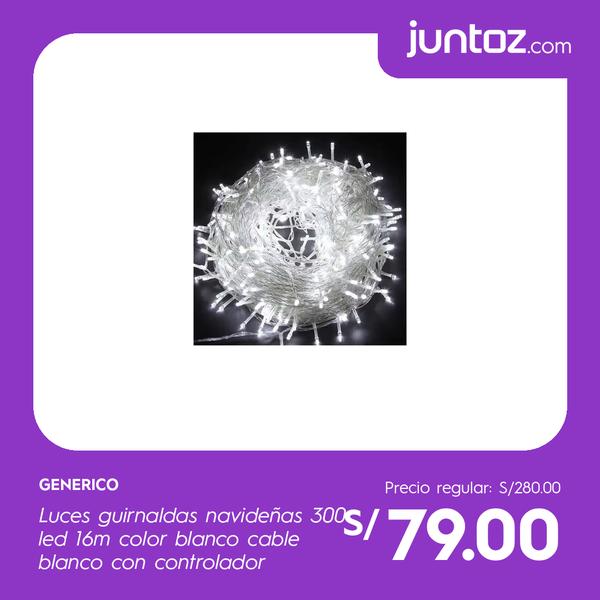 juntoz.com
GENERICO
Luces guirnaldas navideñas 300
led 16m color blanco cable
blanco con controlador
Precio regular: S/280.00
S/79.00